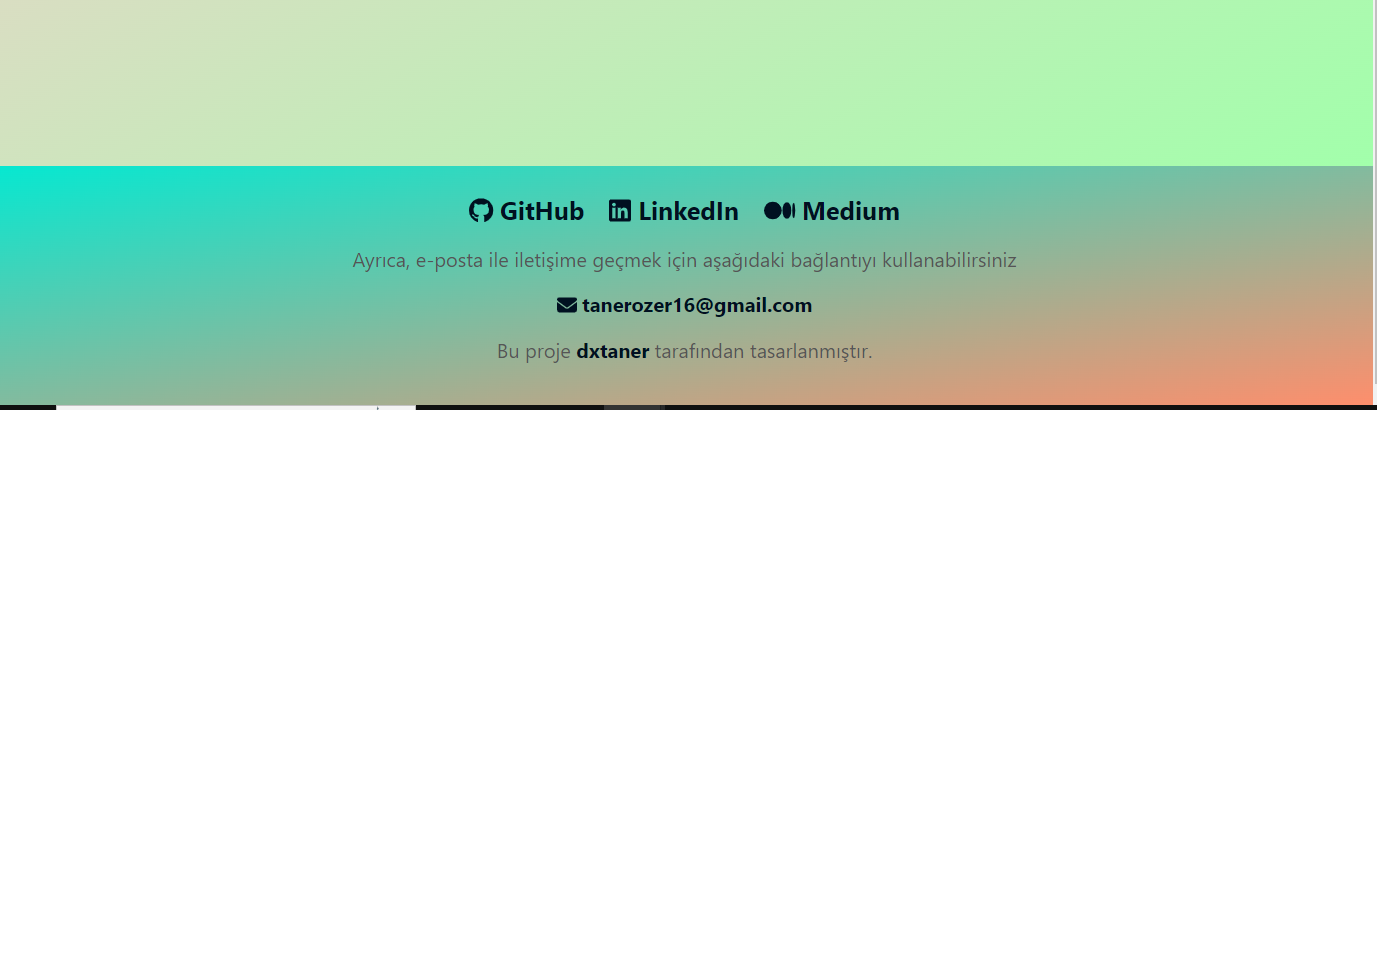 GitHub LinkedIn Medium
Ayrıca, e-posta ile iletişime geçmek için aşağıdaki bağlantıyı kullanabilirsiniz
tanerozer16@gmail.com
Bu proje dxtaner tarafından tasarlanmıştır.